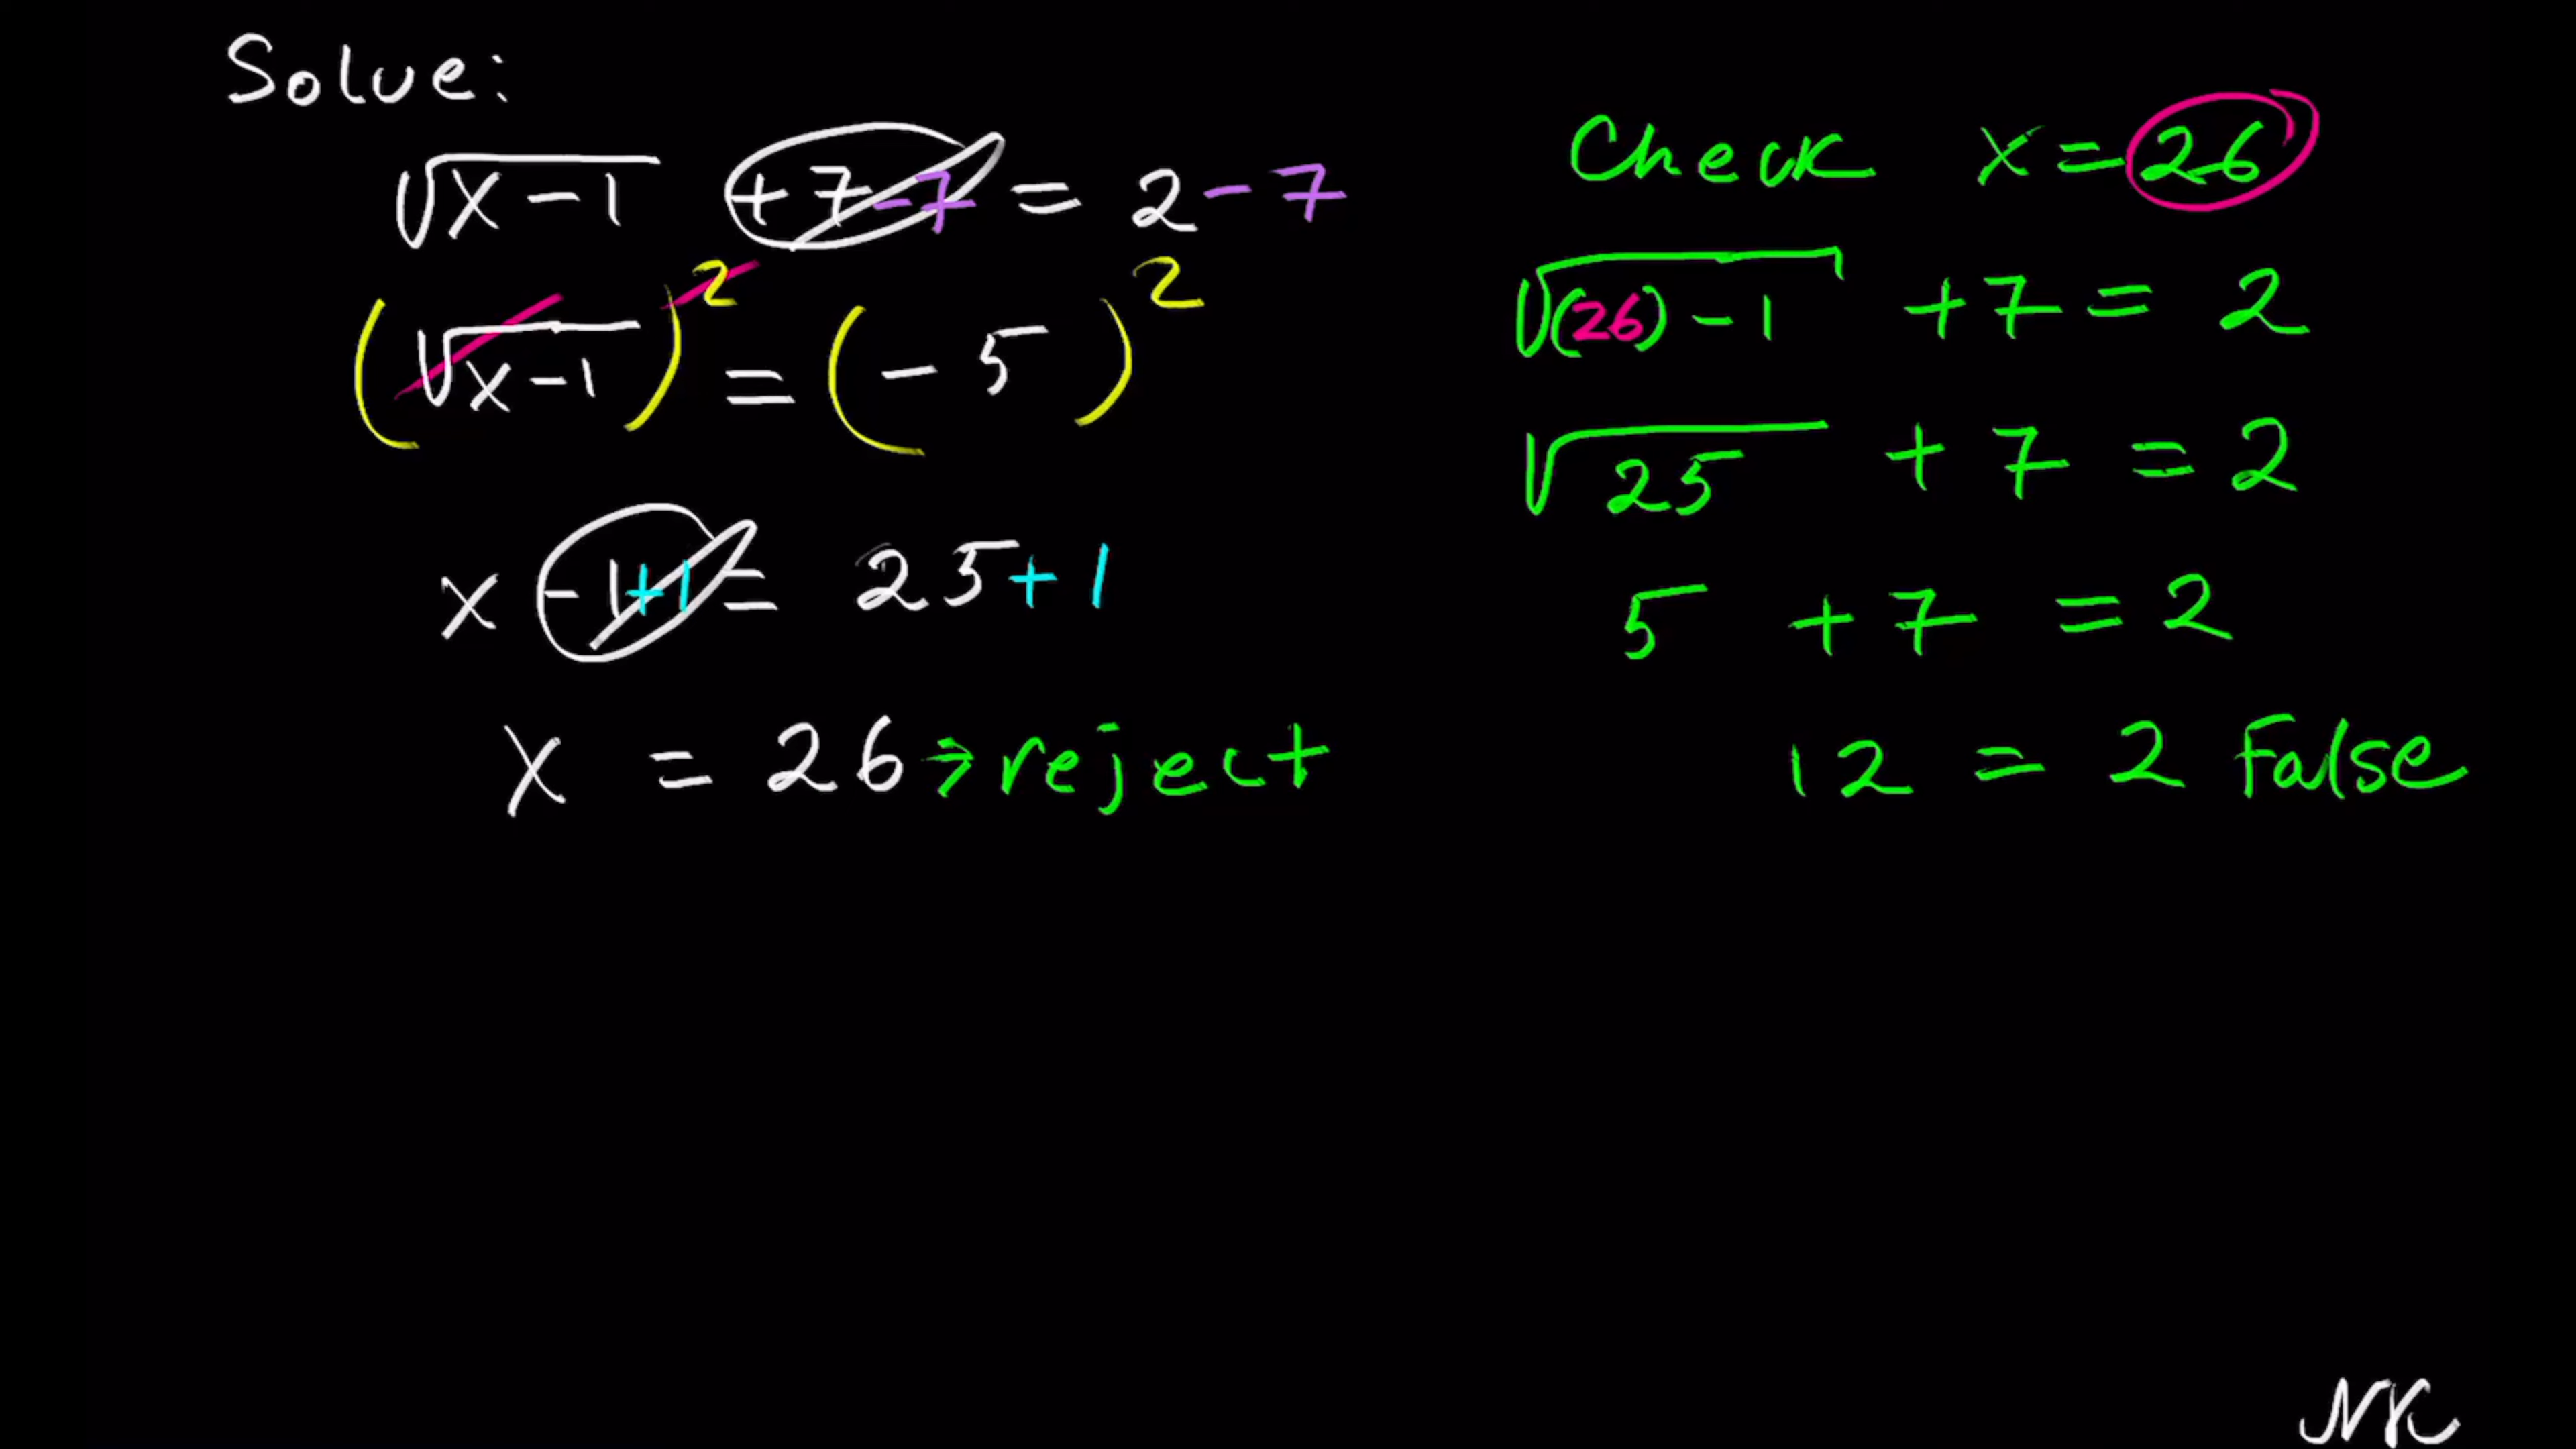 Solve:
√(x-1) +7-7 = 2-7
(√(x-1))² = (-5)²
x-1+1 = 25+1
x = 26 → reject
Check x = 26
√((26)-1) +7 = 2
√25 + 7 = 2
5 + 7 = 2
12 = 2 False